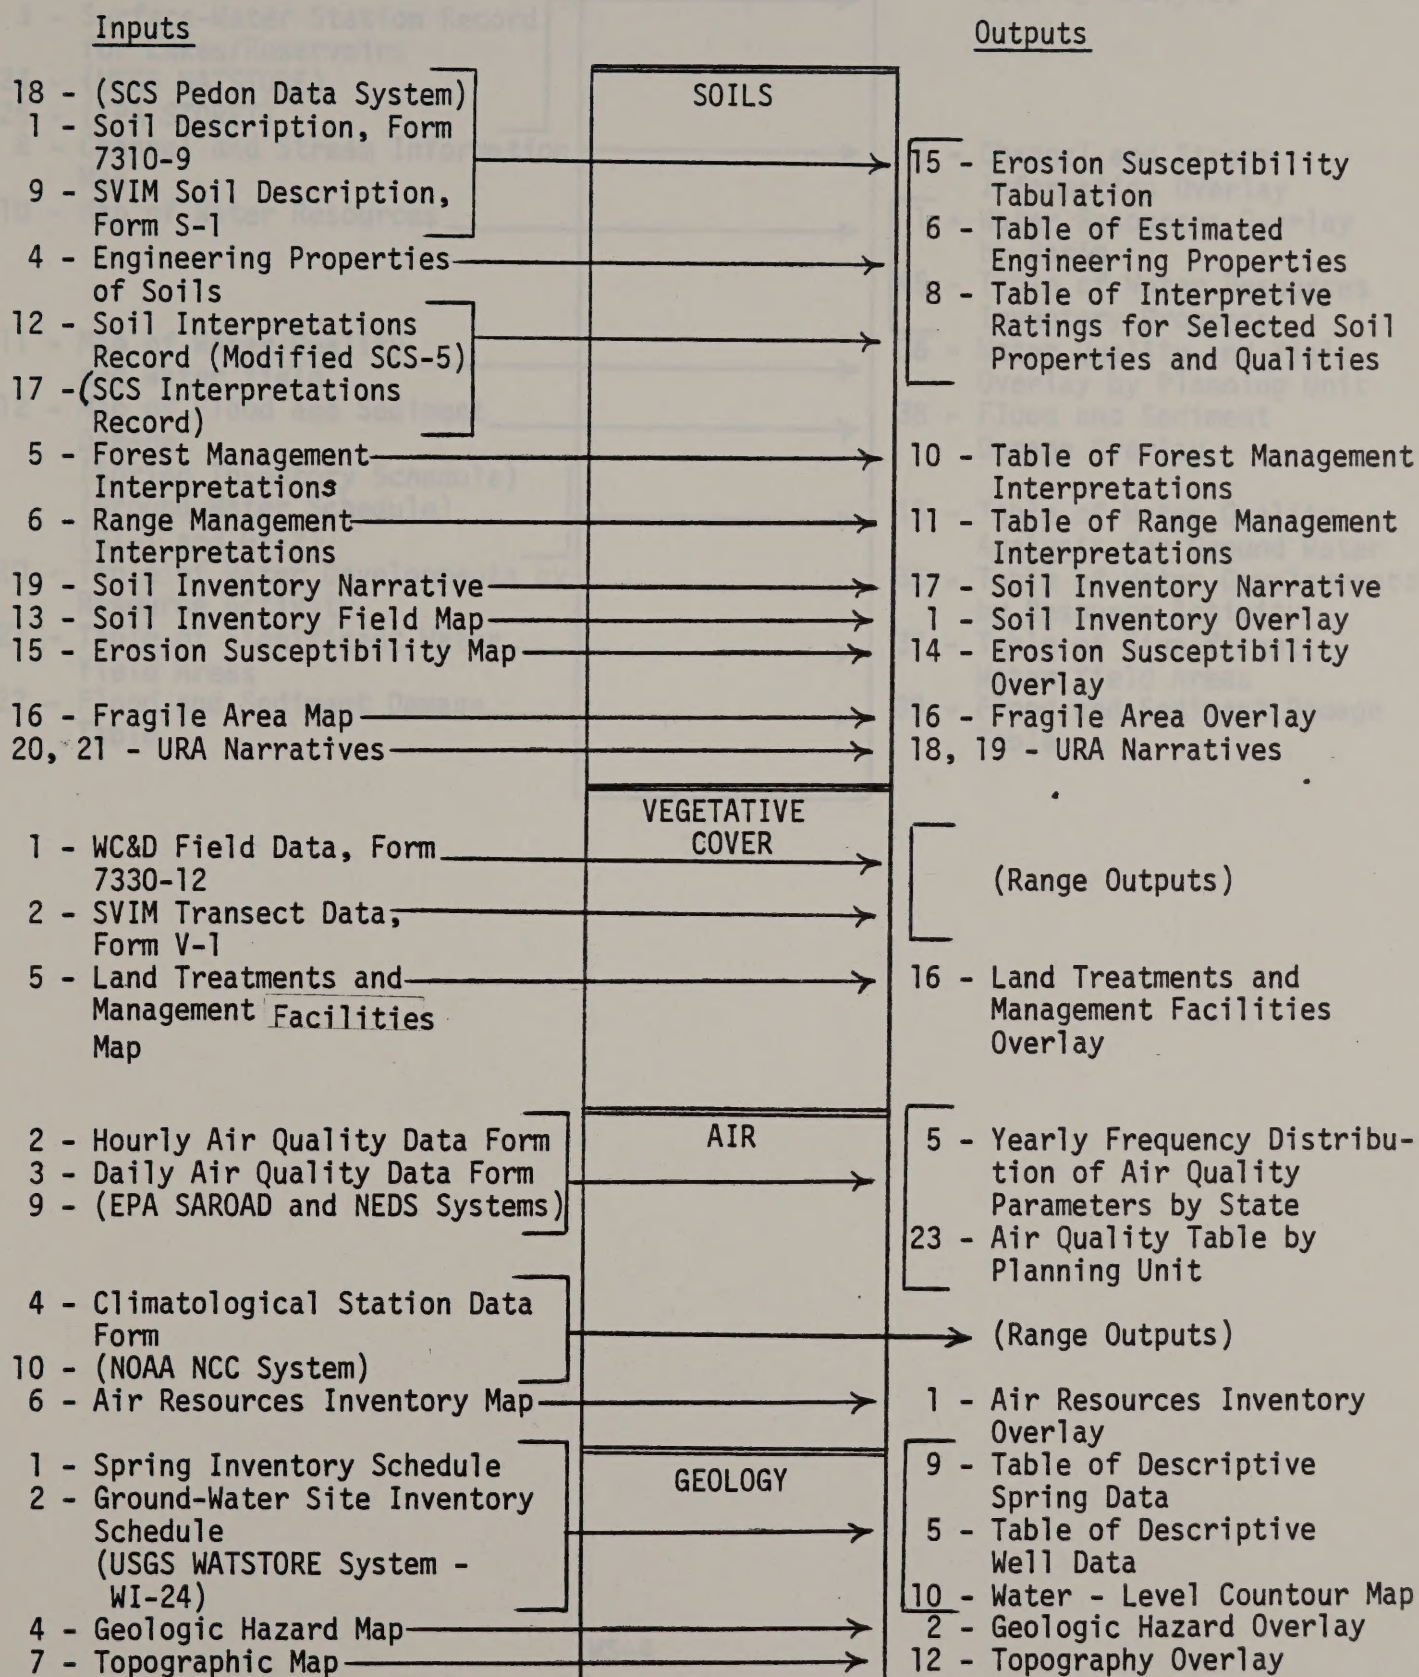 Inputs
Outputs
SOILS
18 - (SCS Pedon Data System)
1 - Soil Description, Form
7310-9
9 - SVIM Soil Description,
Form S-1
4 - Engineering Properties
of Soils
12 - Soil Interpretations
Record (Modified SCS-5)
17 -(SCS Interpretations
Record)
5 - Forest Management
Interpretations
6 - Range Management
Interpretations
19 - Soil Inventory Narrative
13 - Soil Inventory Field Map
15 - Erosion Susceptibility Map
16 - Fragile Area Map
20, 21 - URA Narratives
15 - Erosion Susceptibility
Tabulation
6 - Table of Estimated
Engineering Properties
8 - Table of Interpretive
Ratings for Selected Soil
Properties and Qualities
10 - Table of Forest Management
Interpretations
11 - Table of Range Management
Interpretations
17 - Soil Inventory Narrative
1 - Soil Inventory Overlay
14 - Erosion Susceptibility
Overlay
16 - Fragile Area Overlay
18, 19 - URA Narratives
VEGETATIVE
COVER
1 - WC&D Field Data, Form
7330-12
2 - SVIM Transect Data,
Form V-1
5 - Land Treatments and
Management Facilities
Map
(Range Outputs)
16 - Land Treatments and
Management Facilities
Overlay
AIR
2 - Hourly Air Quality Data Form
3 - Daily Air Quality Data Form
9 - (EPA SAROAD and NEDS Systems)
4 - Climatological Station Data
Form
10 - (NOAA NCC System)
6 - Air Resources Inventory Map
5 - Yearly Frequency Distribu-
tion of Air Quality
Parameters by State
23 - Air Quality Table by
Planning Unit
(Range Outputs)
1 - Air Resources Inventory
Overlay
GEOLOGY
1 - Spring Inventory Schedule
2 - Ground-Water Site Inventory
Schedule
(USGS WATSTORE System -
WI-24)
4 - Geologic Hazard Map
7 - Topographic Map
9 - Table of Descriptive
Spring Data
5 - Table of Descriptive
Well Data
10 - Water - Level Countour Map
2 - Geologic Hazard Overlay
12 - Topography Overlay